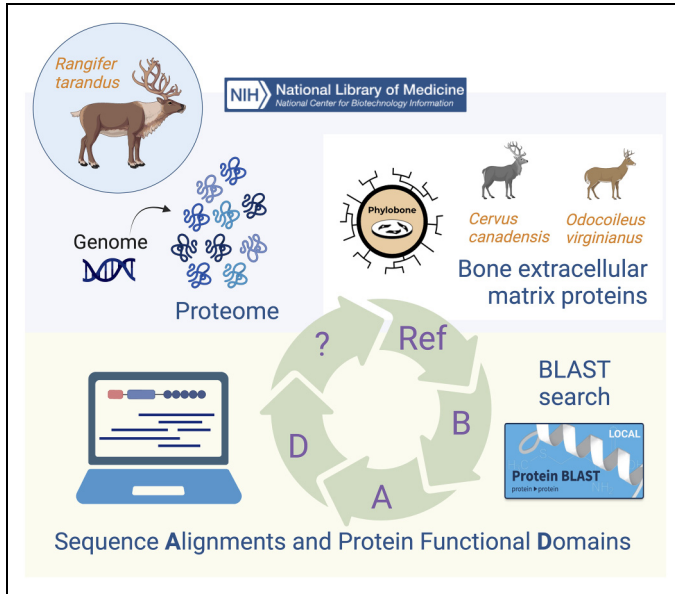 Rangifer
tarandus
NIH
National Library of Medicine
National Center for Biotechnology Information
Genome
Proteome
Phylobone
Cervus
canadensis
Odocoileus
virginianus
Bone extracellular
matrix proteins
?
Ref
B
A
D
BLAST
search
LOCAL
Protein BLAST
protein▸protein
Sequence Alignments and Protein Functional Domains